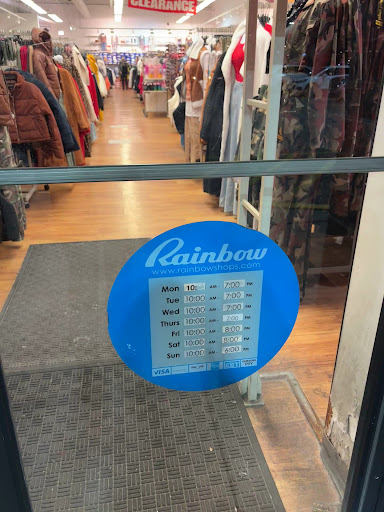 CLEARANCE
Rainbow
www.rainbowshops.com
Mon 10: AM 7:00 PM
Tue 10:00 AM 7:00 PM
Wed 10:00 AM 7:00 PM
Thurs 10:00 AM 7:00 PM
Fri 10:00 AM 8:00 PM
Sat 10:00 AM 8:00 PM
Sun 10:00 AM 6:00 PM
VISA